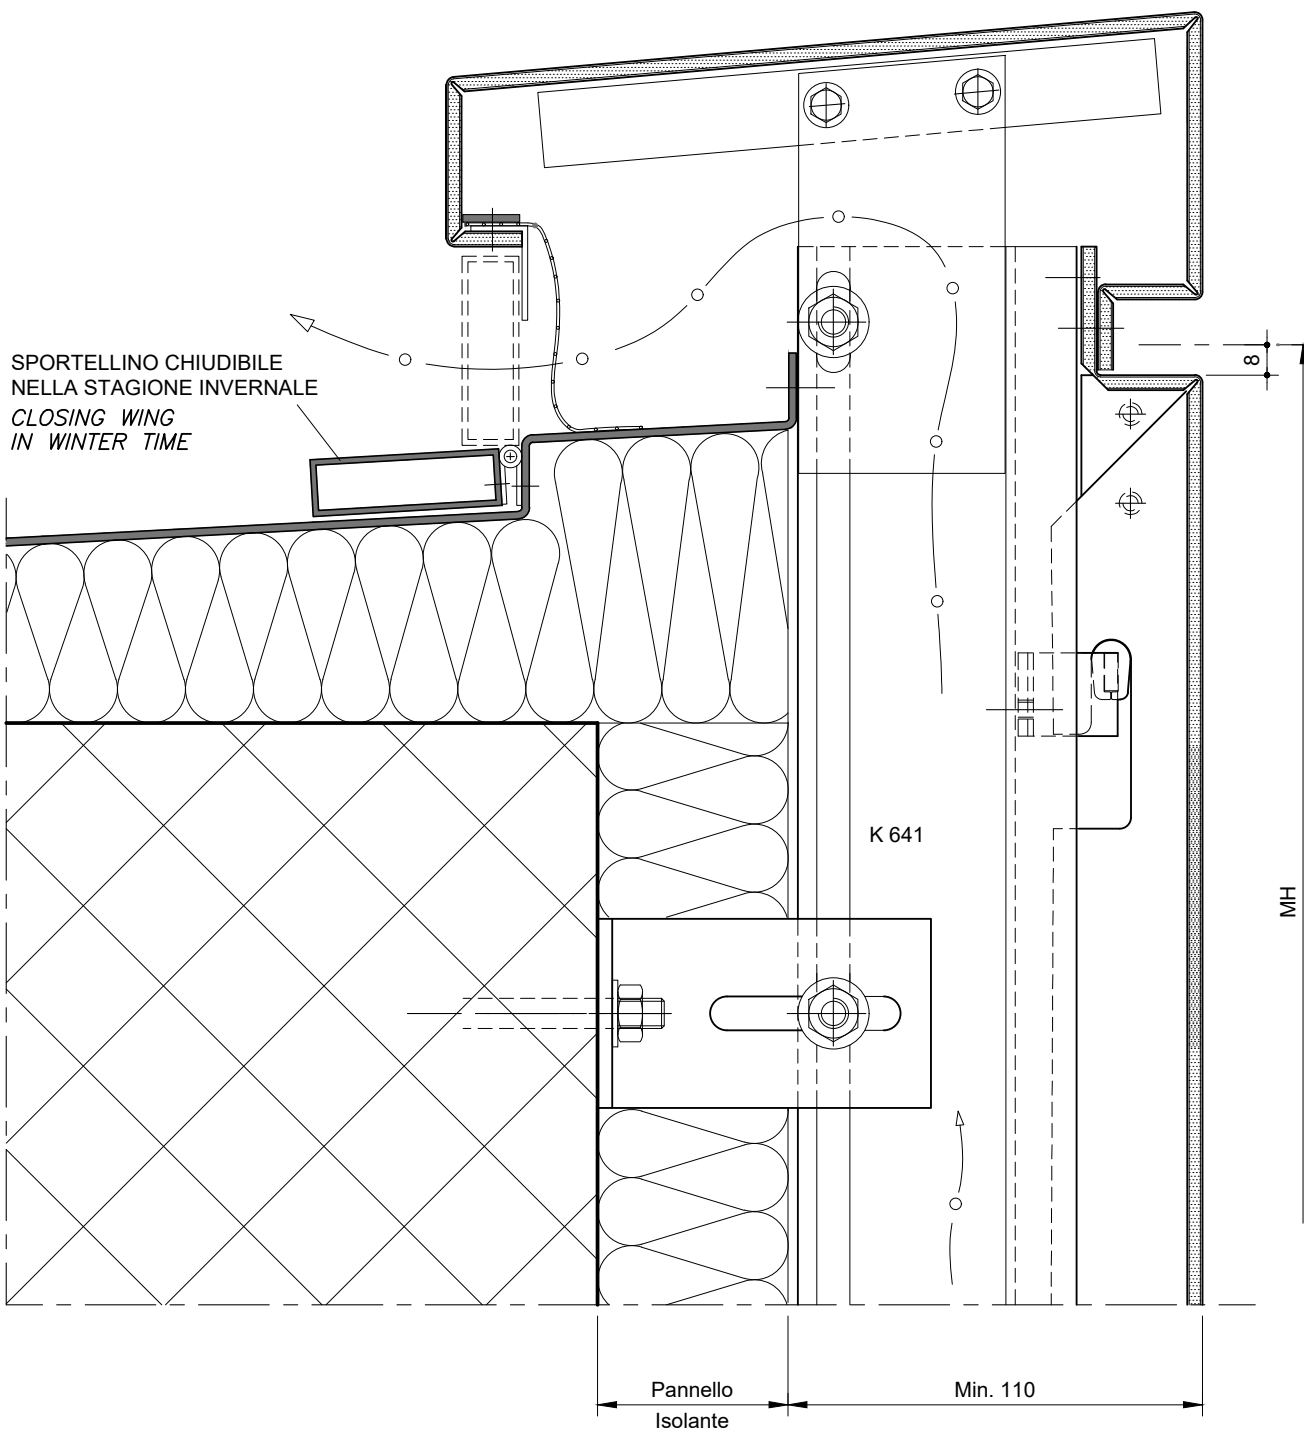 SPORTELLINO CHIUDIBILE
NELLA STAGIONE INVERNALE
CLOSING WING
IN WINTER TIME
8
K 641
MH
Pannello
Isolante
Min. 110